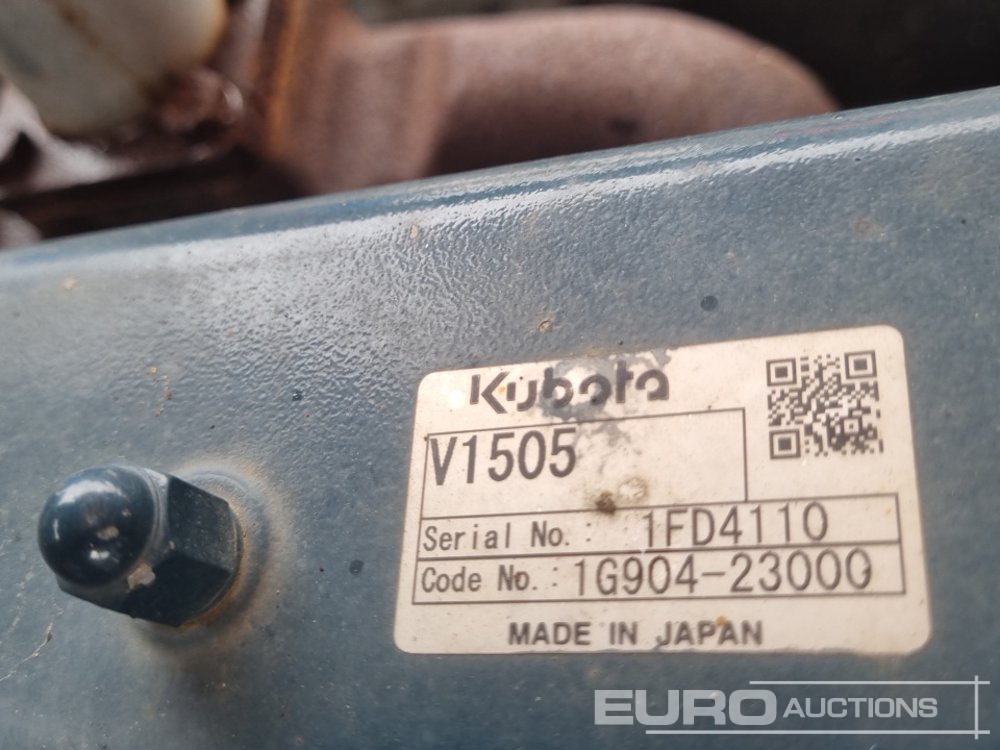 Kubota
V1505
Serial No.: 1FD4110
Code No.: 1G904-23000
MADE IN JAPAN
EURO AUCTIONS